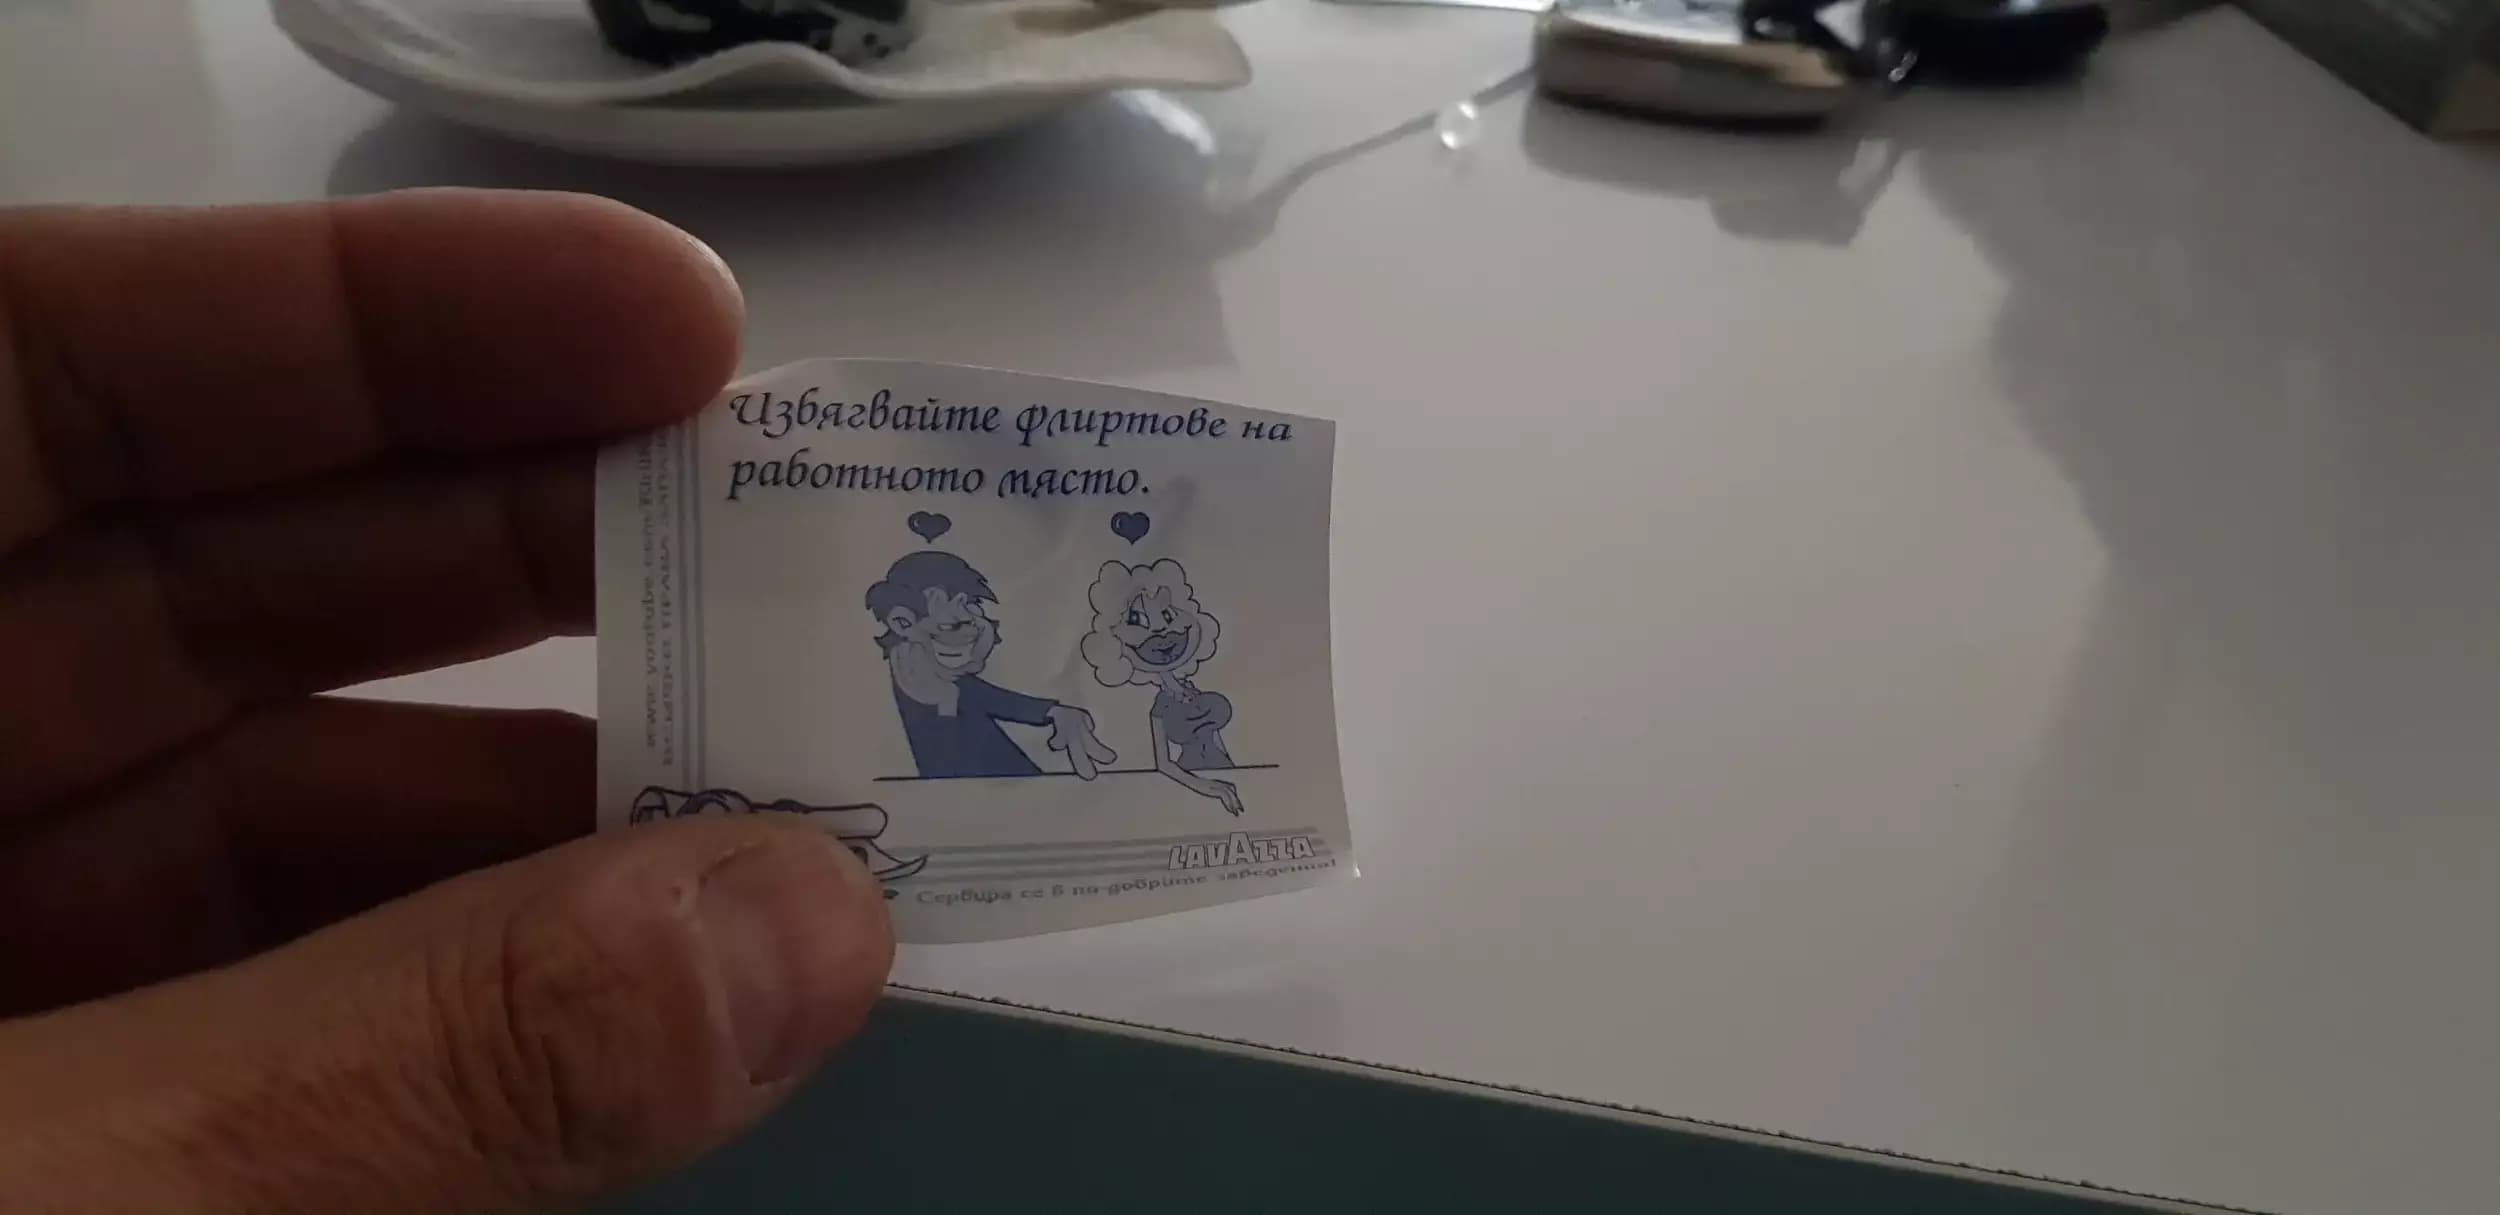 Избягвайте флиртове на
работното място.
LAVAZZA
Сервира се в по-добрите заведения!